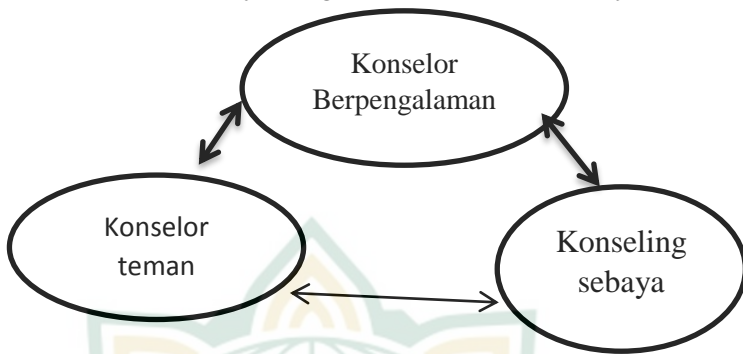 Konselor
Berpengalaman
Konselor
teman
Konseling
sebaya